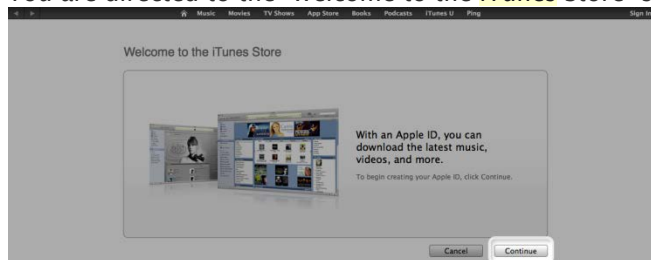 You are directed to the "Welcome to the iTunes Store" s
Music Movies TV Shows App Store Books Podcasts iTunes U Ping Sign In
Welcome to the iTunes Store
With an Apple ID, you can
download the latest music,
videos, and more.
To begin creating your Apple ID, click Continue.
Cancel Continue